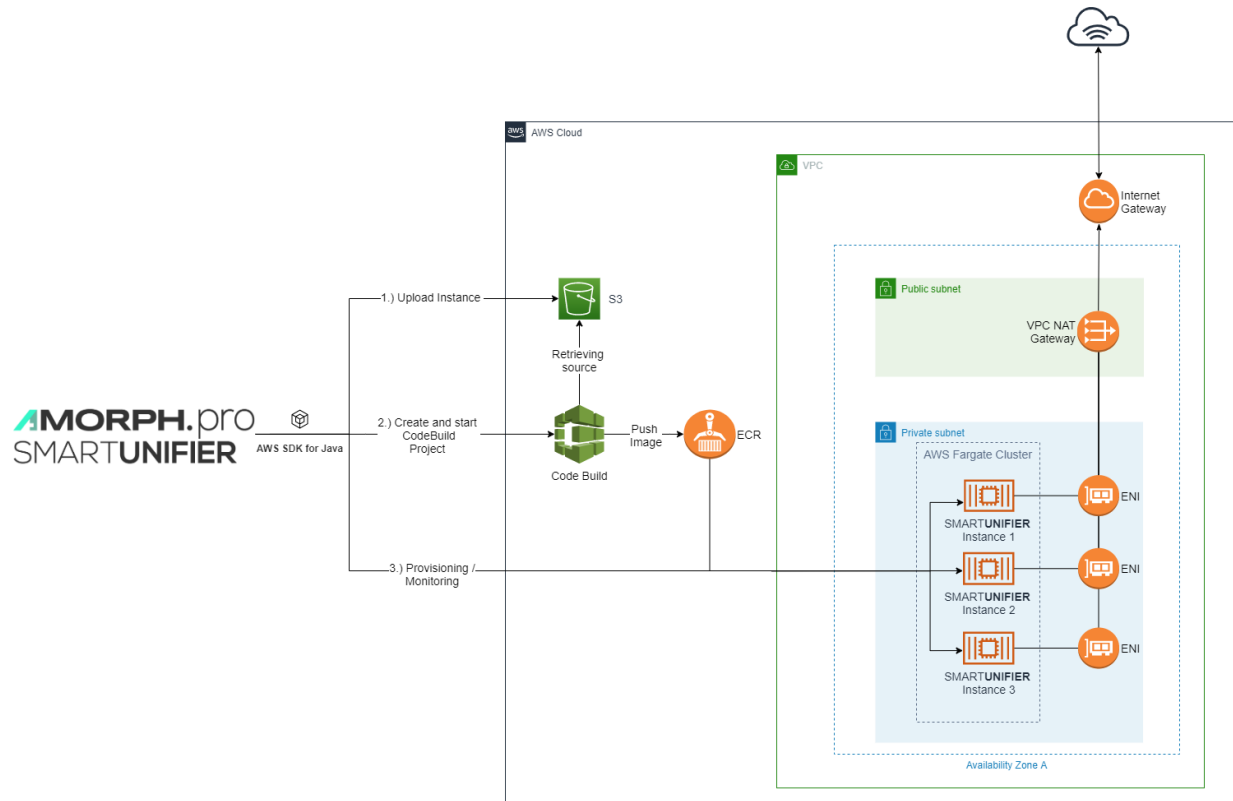 aws
AWS Cloud
VPC
Internet
Gateway
Public subnet
VPC NAT
Gateway
1.) Upload Instance
S3
Retrieving
source
AMORPH.pro
SMARTUNIFIER
AWS SDK for Java
2.) Create and start
CodeBuild
Project
Code Build
Push
Image
ECR
3.) Provisioning /
Monitoring
Private subnet
AWS Fargate Cluster
ENI
SMARTUNIFIER
Instance 1
ENI
SMARTUNIFIER
Instance 2
ENI
SMARTUNIFIER
Instance 3
Availability Zone A